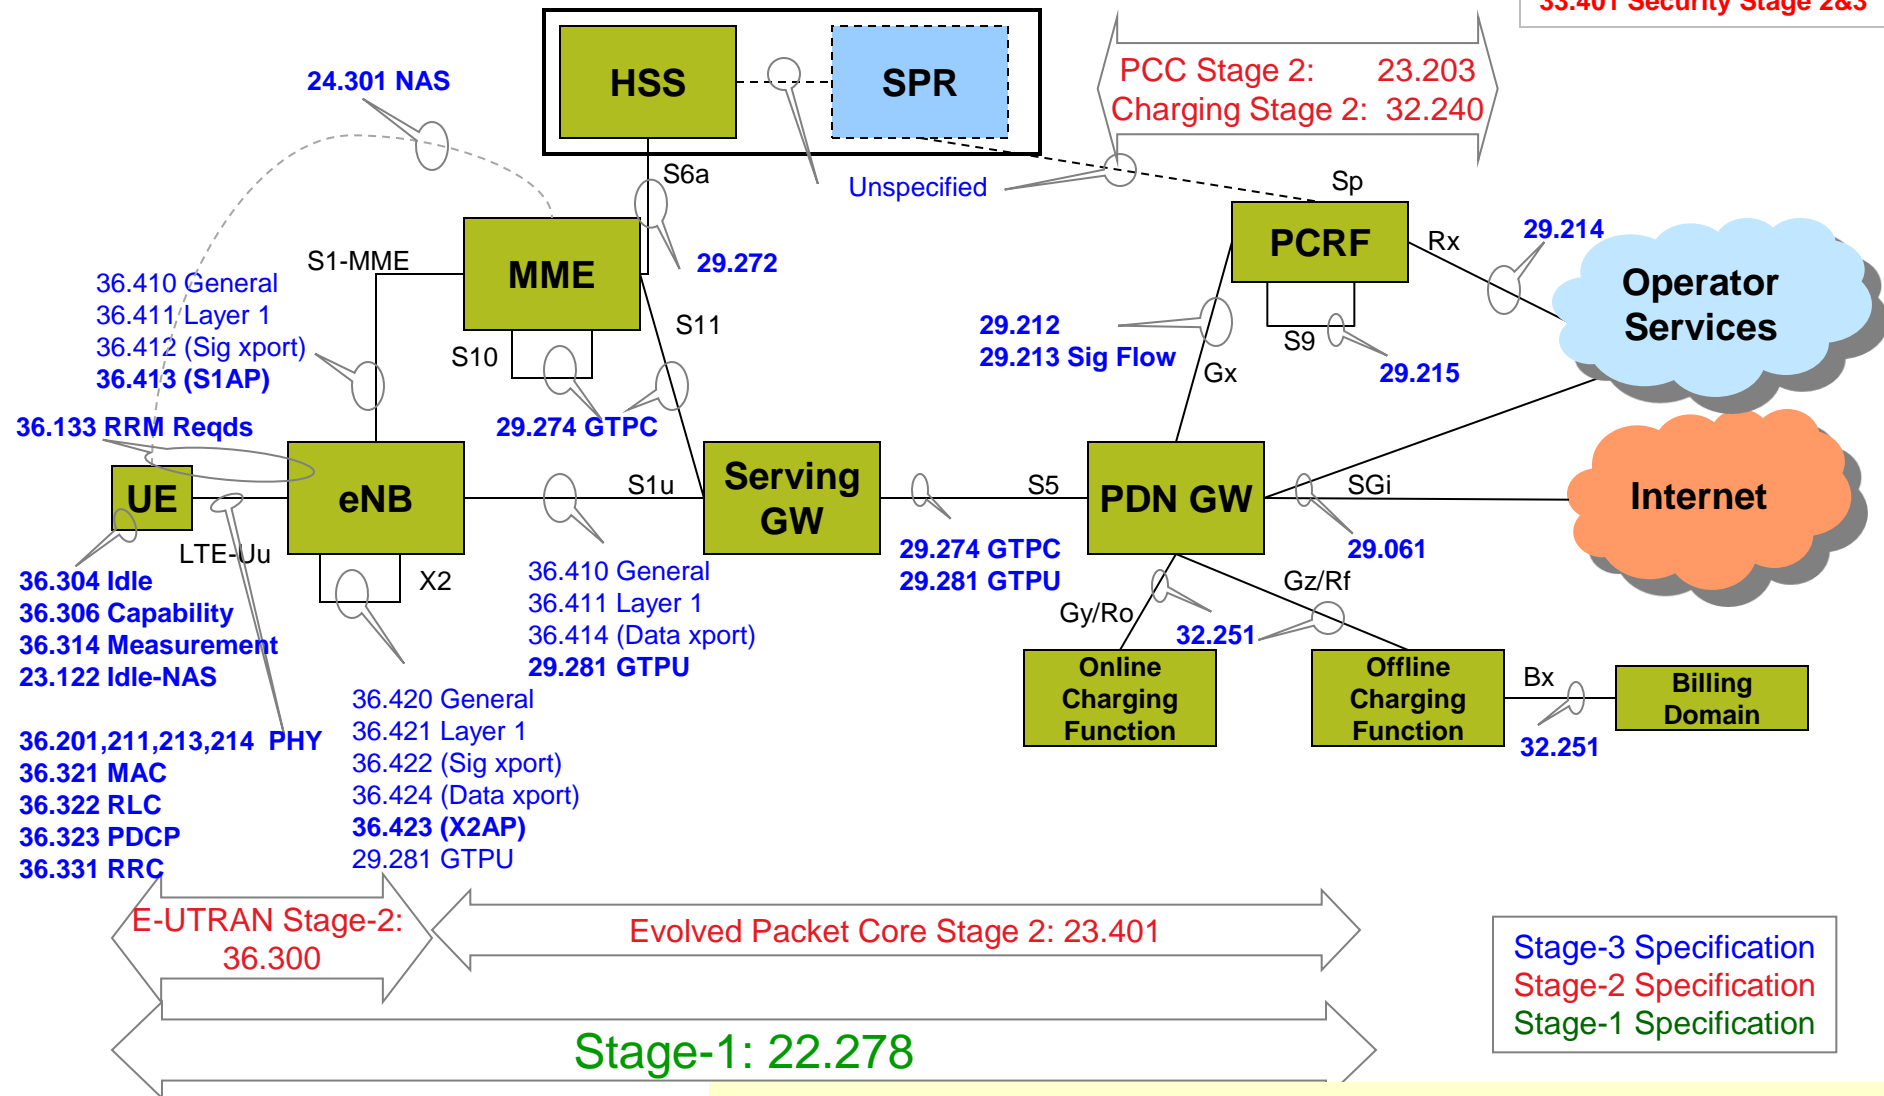 33.401 Security Stage 2&3
HSS
SPR
PCC Stage 2: 23.203
Charging Stage 2: 32.240
24.301 NAS
S6a
Unspecified
Sp
PCRF
Rx
29.214
MME
S1-MME
29.272
Operator
Services
36.410 General
36.411 Layer 1
36.412 (Sig xport)
36.413 (S1AP)
S10
S11
29.212
29.213 Sig Flow
Gx
S9
29.215
36.133 RRM Reqds
29.274 GTPC
UE
eNB
S1u
Serving
GW
S5
PDN GW
SGi
Internet
LTE-Uu
X2
29.274 GTPC
29.281 GTPU
29.061
36.304 Idle
36.306 Capability
36.314 Measurement
23.122 Idle-NAS
36.410 General
36.411 Layer 1
36.414 (Data xport)
29.281 GTPU
Gy/Ro
Gz/Rf
32.251
Online
Charging
Function
Offline
Charging
Function
Bx
Billing
Domain
32.251
36.201,211,213,214 PHY
36.321 MAC
36.322 RLC
36.323 PDCP
36.331 RRC
36.420 General
36.421 Layer 1
36.422 (Sig xport)
36.424 (Data xport)
36.423 (X2AP)
29.281 GTPU
E-UTRAN Stage-2:
36.300
Evolved Packet Core Stage 2: 23.401
Stage-3 Specification
Stage-2 Specification
Stage-1 Specification
Stage-1: 22.278